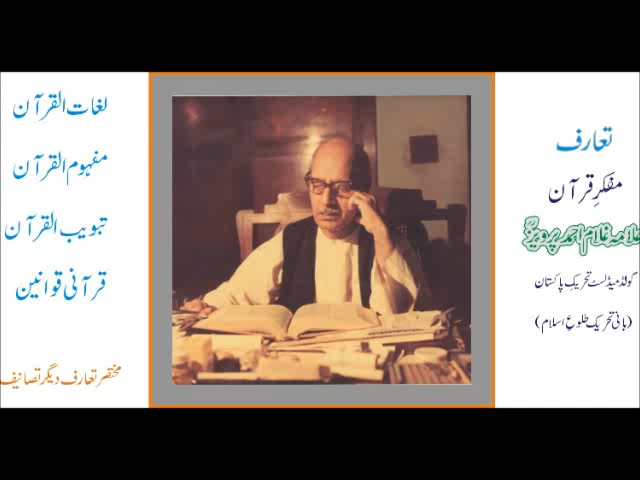 تعارف
مفکرِ قرآن
علامہ غلام احمد پرویزؒ
گولڈ میڈلسٹ تحریکِ پاکستان
(بانی تحریک طلوعِ اسلام)
لغات القرآن
مفہوم القرآن
تبویب القرآن
قرآنی قوانین
مختصر تعارف دیگر تصانیف